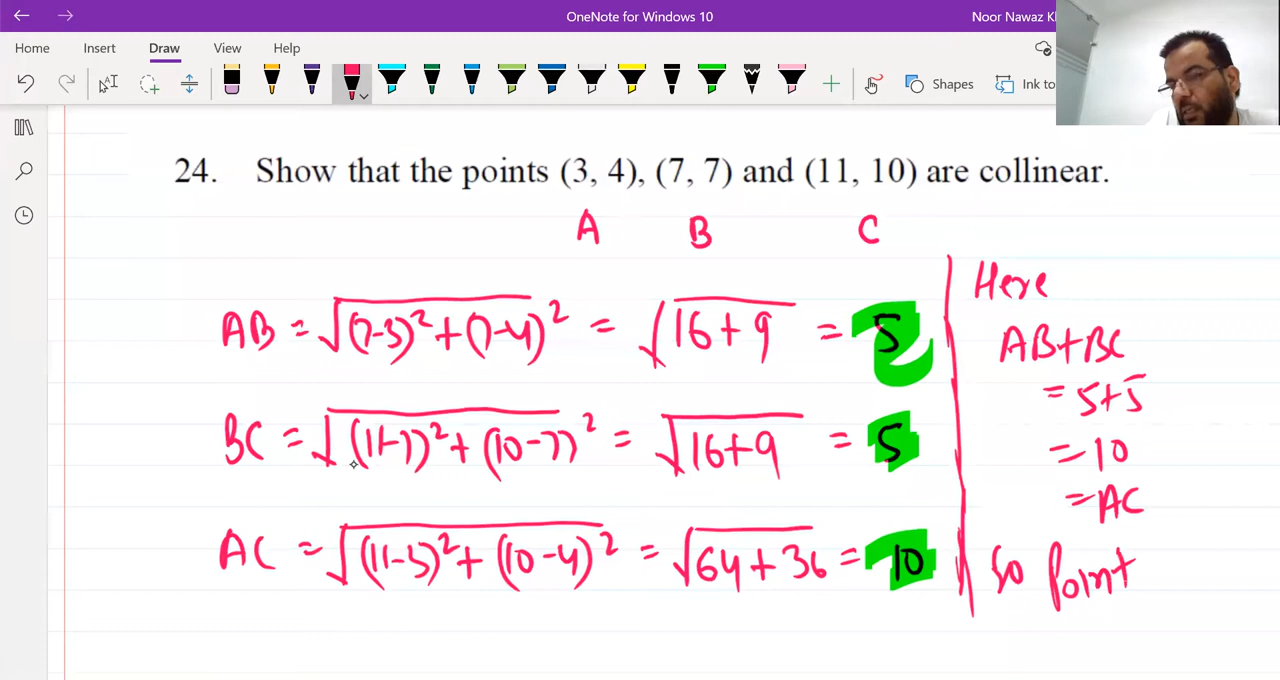 OneNote for Windows 10
Noor Nawaz Kh
Home Insert Draw View Help
Shapes
Ink to
24. Show that the points (3, 4), (7, 7) and (11, 10) are collinear.
A B C
AB = √(7-3)²+(7-4)² = √16+9 = 5
BC = √(11-7)²+(10-7)² = √16+9 = 5
AC = √(11-3)²+(10-4)² = √64+36 = 10
Here
AB+BC
= 5+5
= 10
= AC
So Point